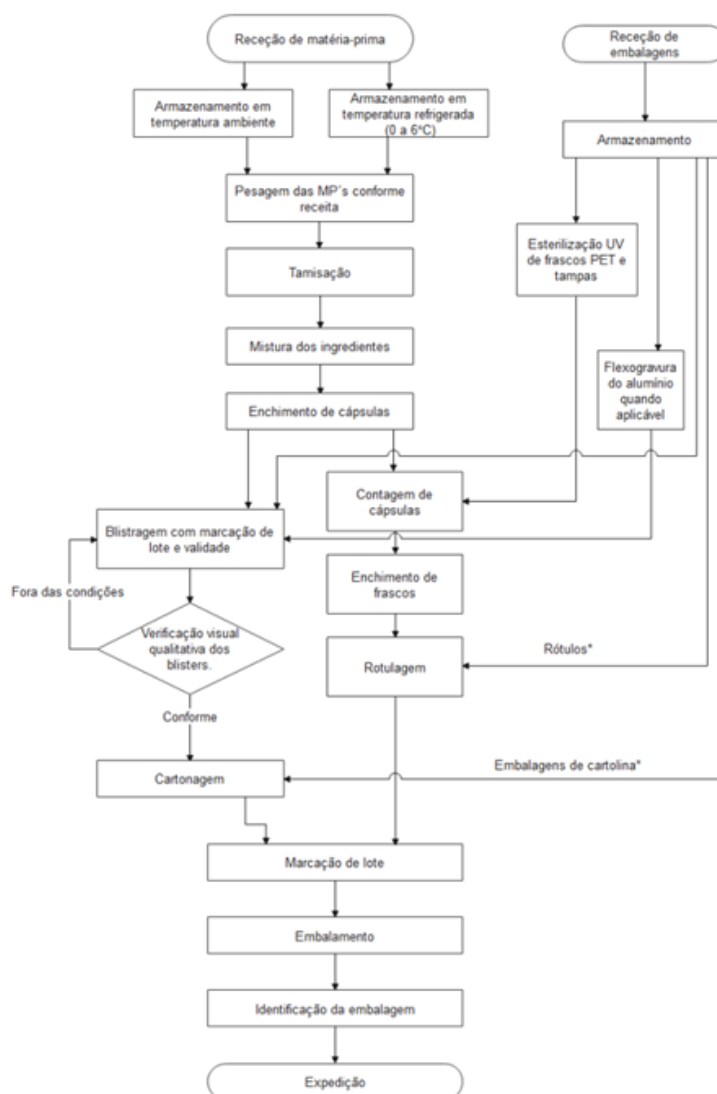 Receção de matéria-prima
Receção de
embalagens
Armazenamento em
temperatura ambiente
Armazenamento em
temperatura refrigerada
(0 a 6°C)
Armazenamento
Pesagem das MP´s conforme
receita
Esterilização UV
de frascos PET e
tampas
Tamisação
Mistura dos ingredientes
Flexogravura
do alumínio
quando
aplicável
Enchimento de cápsulas
Contagem de
cápsulas
Blistragem com marcação de
lote e validade
Enchimento de
frascos
Fora das condições
Verificação visual
qualitativa dos
blisters.
Rotulagem
Rótulos*
Conforme
Cartonagem
Embalagens de cartolina*
Marcação de lote
Embalamento
Identificação da embalagem
Expedição